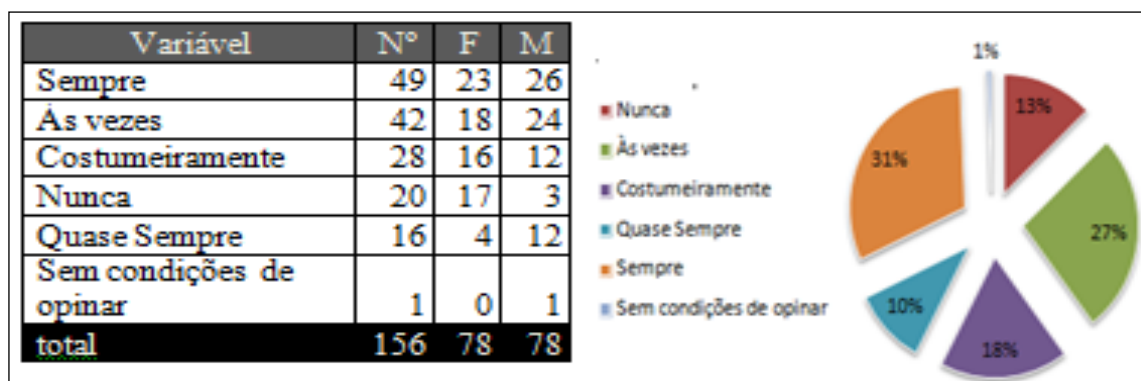 Variável Nº F M
Sempre 49 23 26
Às vezes 42 18 24
Costumeiramente 28 16 12
Nunca 20 17 3
Quase Sempre 16 4 12
Sem condições de
opinar 1 0 1
total 156 78 78
Nunca
Às vezes
Costumeiramente
Quase Sempre
Sempre
Sem condições de opinar
1%
13%
31%
27%
10%
18%